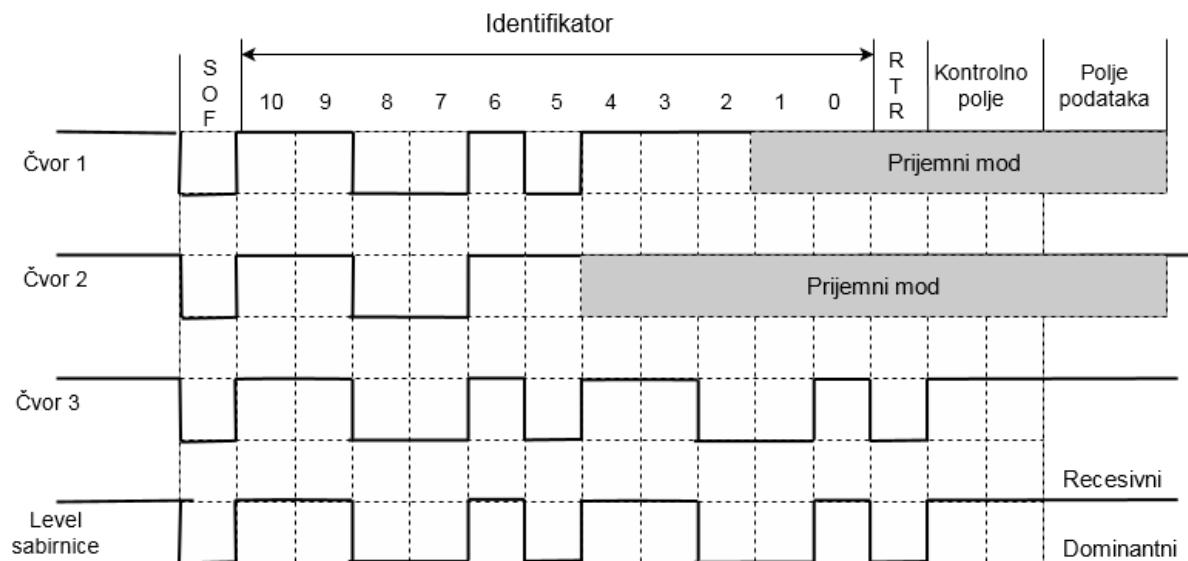 Identifikator
S
O
F
10 9 8 7 6 5 4 3 2 1 0
R
T
R
Kontrolno
polje
Polje
podataka
Čvor 1
Prijemni mod
Čvor 2
Prijemni mod
Čvor 3
Recesivni
Level
sabirnice
Dominantni